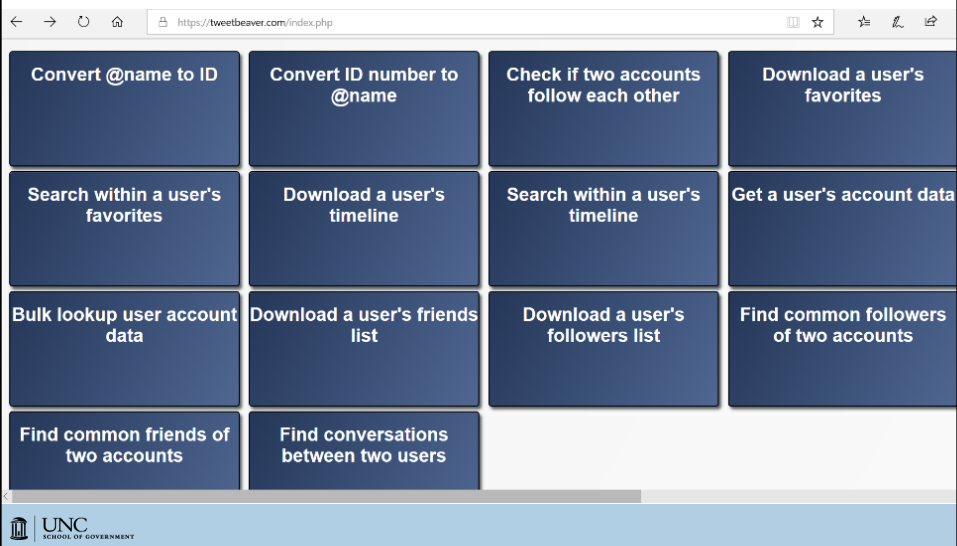 https://tweetbeaver.com/index.php
Convert @name to ID
Convert ID number to
@name
Check if two accounts
follow each other
Download a user's
favorites
Search within a user's
favorites
Download a user's
timeline
Search within a user's
timeline
Get a user's account data
Bulk lookup user account
data
Download a user's friends
list
Download a user's
followers list
Find common followers
of two accounts
Find common friends of
two accounts
Find conversations
between two users
UNC
SCHOOL OF GOVERNMENT